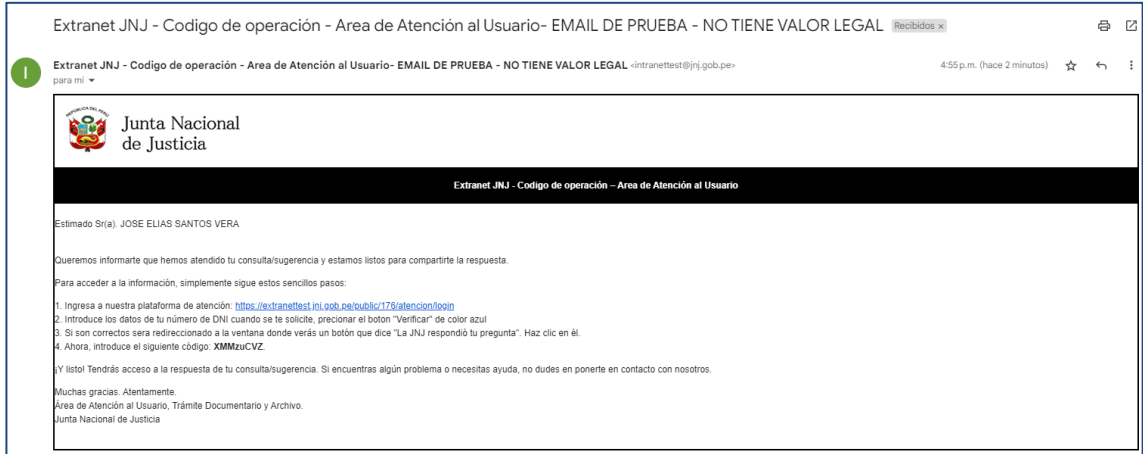 Extranet JNJ - Codigo de operación - Area de Atención al Usuario- EMAIL DE PRUEBA - NO TIENE VALOR LEGAL Recibidos x
I
Extranet JNJ - Codigo de operación - Area de Atención al Usuario- EMAIL DE PRUEBA - NO TIENE VALOR LEGAL <intranettest@jnj.gob.pe>
4:55 p.m. (hace 2 minutos)
para mí
REPÚBLICA DEL PERÚ
Junta Nacional
de Justicia
Extranet JNJ - Codigo de operación – Area de Atención al Usuario
Estimado Sr(a). JOSE ELIAS SANTOS VERA
Queremos informarte que hemos atendido tu consulta/sugerencia y estamos listos para compartirte la respuesta.
Para acceder a la información, simplemente sigue estos sencillos pasos:
1. Ingresa a nuestra plataforma de atención: https://extranettest.jnj.gob.pe/public/176/atencion/login
2. Introduce los datos de tu número de DNI cuando se te solicite, precionar el boton "Verificar" de color azul
3. Si son correctos sera redireccionado a la ventana donde verás un botón que dice "La JNJ respondió tu pregunta". Haz clic en él.
4. Ahora, introduce el siguiente código: XMMzuCVZ.
¡Y listo! Tendrás acceso a la respuesta de tu consulta/sugerencia. Si encuentras algún problema o necesitas ayuda, no dudes en ponerte en contacto con nosotros.
Muchas gracias. Atentamente.
Área de Atención al Usuario, Trámite Documentario y Archivo.
Junta Nacional de Justicia